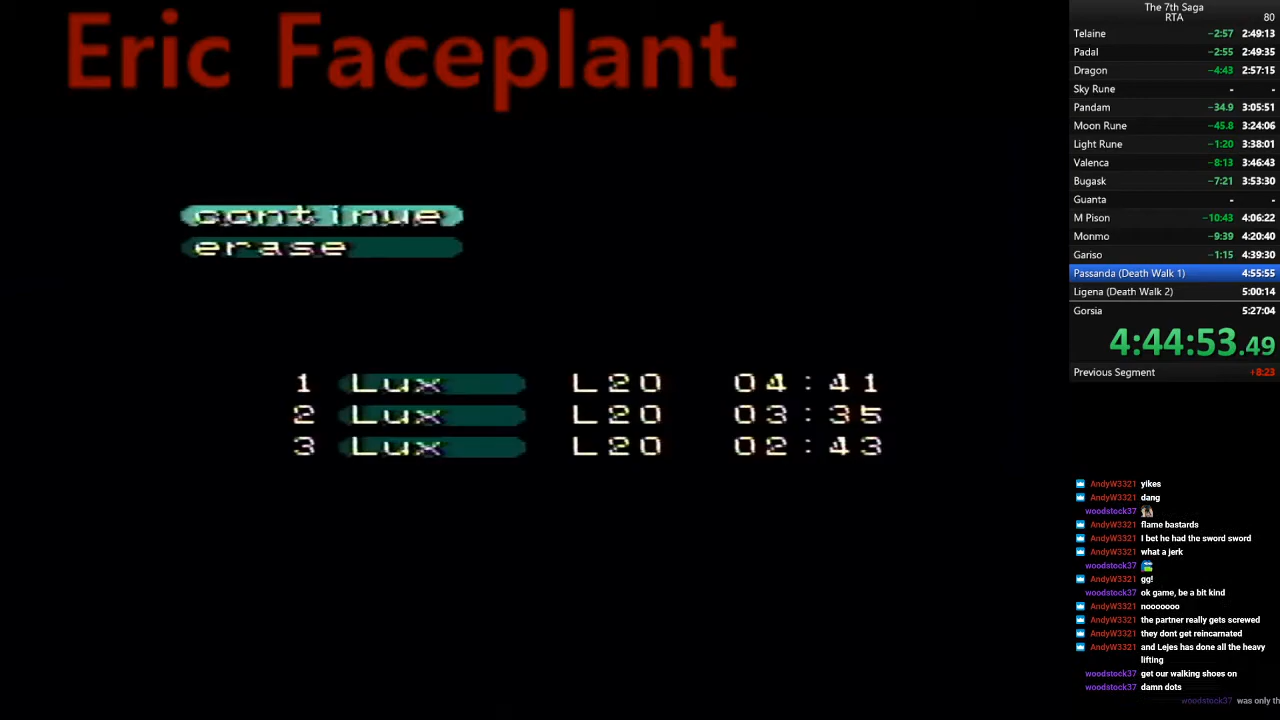 Eric Faceplant
continue
erase
1 Lux L20 04:41
2 Lux L20 03:35
3 Lux L20 02:43
The 7th Saga
RTA 80
Telaine −2:57 2:49:13
Padal −2:55 2:49:35
Dragon −4:43 2:57:15
Sky Rune - -
Pandam −34.9 3:05:51
Moon Rune −45.8 3:24:06
Light Rune −1:20 3:38:01
Valenca −8:13 3:46:43
Bugask −7:21 3:53:30
Guanta - -
M Pison −10:43 4:06:22
Monmo −9:39 4:20:40
Gariso −1:15 4:39:30
Passanda (Death Walk 1) 4:55:55
Ligena (Death Walk 2) 5:00:14
Gorsia 5:27:04
4:44:53.49
Previous Segment +8:23
AndyW3321 yikes
AndyW3321 dang
woodstock37
AndyW3321 flame bastards
AndyW3321 I bet he had the sword sword
AndyW3321 what a jerk
woodstock37
AndyW3321 gg!
woodstock37 ok game, be a bit kind
AndyW3321 nooooooo
AndyW3321 the partner really gets screwed
AndyW3321 they dont get reincarnated
AndyW3321 and Lejes has done all the heavy
lifting
woodstock37 get our walking shoes on
woodstock37 damn dots
woodstock37 was only th